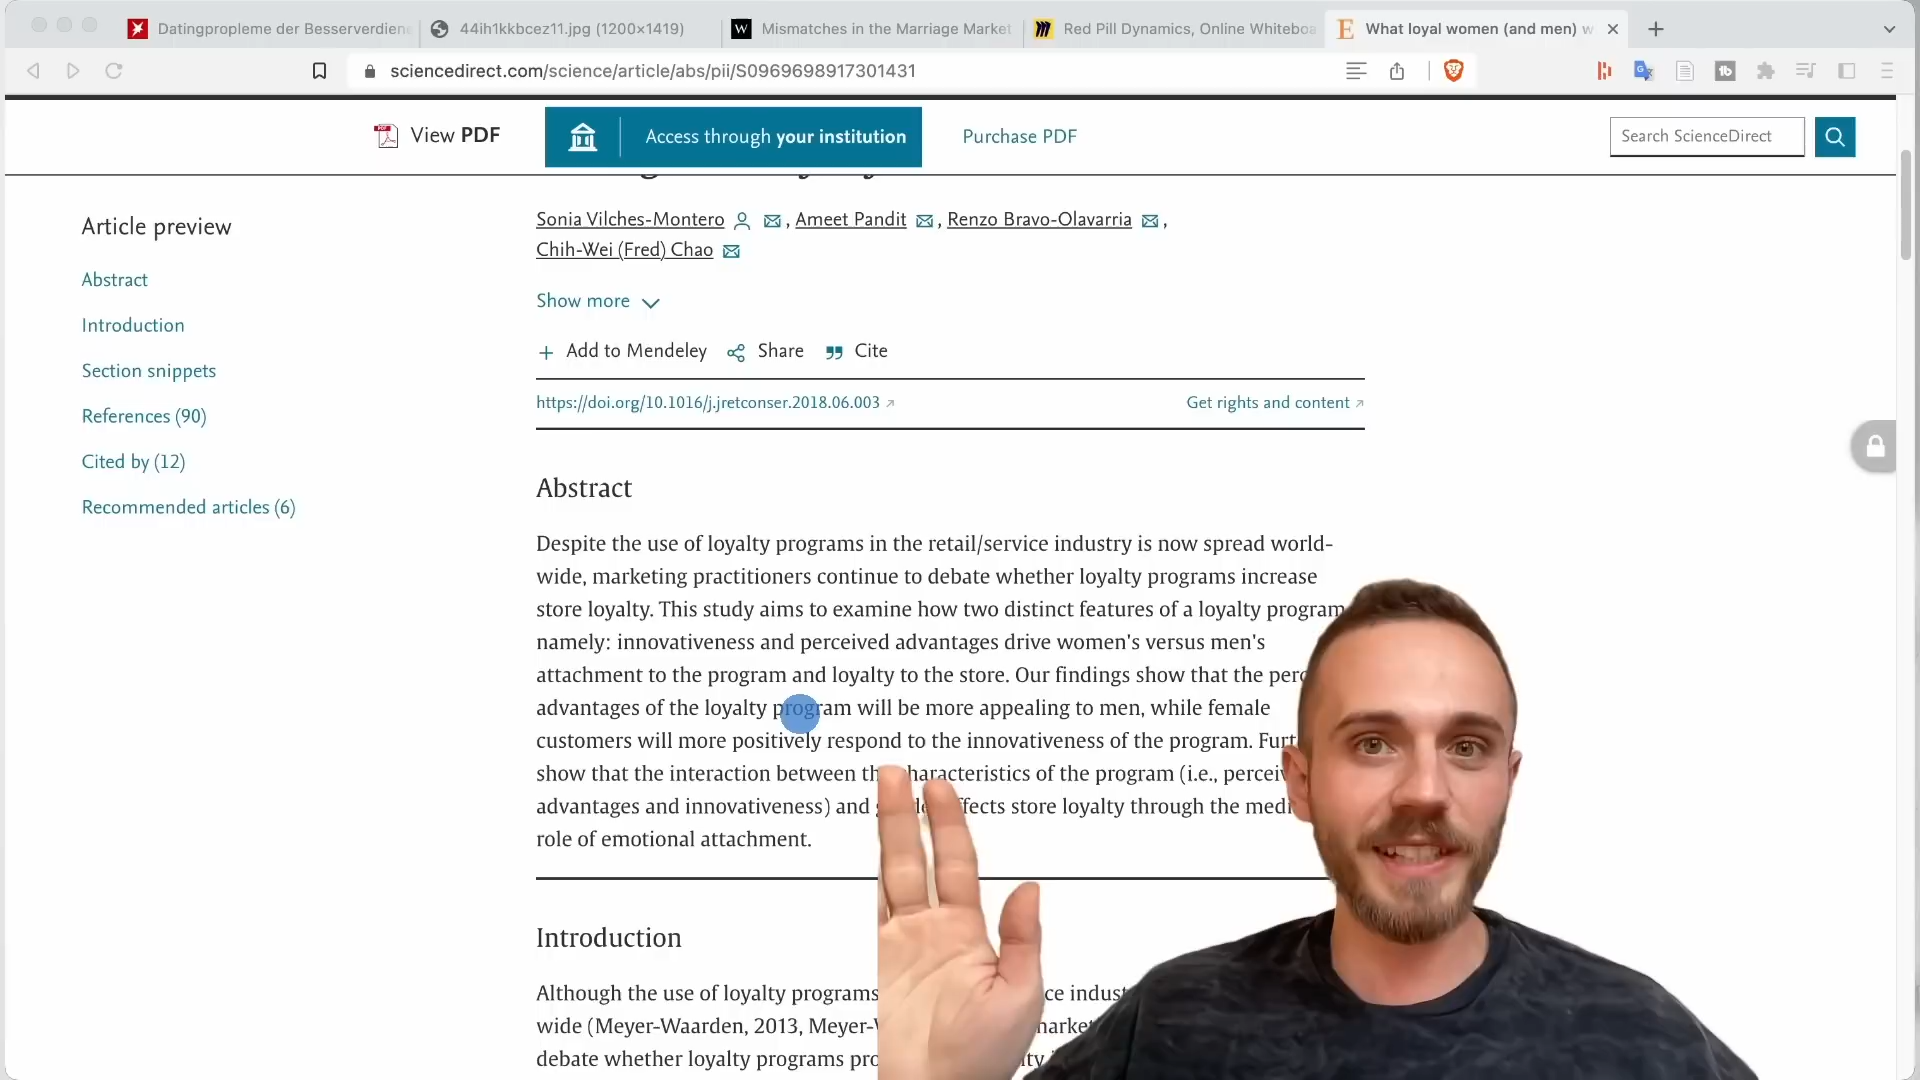 Datingpropleme der Besserverdien
44ih1kkbcez11.jpg (1200×1419)
W
Mismatches in the Marriage Market
Red Pill Dynamics, Online Whiteboa
E
What loyal women (and men) w
sciencedirect.com/science/article/abs/pii/S0969698917301431
View PDF
Access through your institution
Purchase PDF
Search ScienceDirect
Article preview
Abstract
Introduction
Section snippets
References (90)
Cited by (12)
Recommended articles (6)
Sonia Vilches-Montero, Ameet Pandit, Renzo Bravo-Olavarria,
Chih-Wei (Fred) Chao
Show more
Add to Mendeley
Share
Cite
https://doi.org/10.1016/j.jretconser.2018.06.003
Get rights and content
Abstract
Despite the use of loyalty programs in the retail/service industry is now spread world-
wide, marketing practitioners continue to debate whether loyalty programs increase
store loyalty. This study aims to examine how two distinct features of a loyalty program
namely: innovativeness and perceived advantages drive women's versus men's
attachment to the program and loyalty to the store. Our findings show that the perc
advantages of the loyalty program will be more appealing to men, while female
customers will more positively respond to the innovativeness of the program. Furt
show that the interaction between the characteristics of the program (i.e., perceiv
advantages and innovativeness) and ffects store loyalty through the medi
role of emotional attachment.
Introduction
Although the use of loyalty programs ce indust
wide (Meyer-Waarden, 2013, Meyer- market
debate whether loyalty programs pro